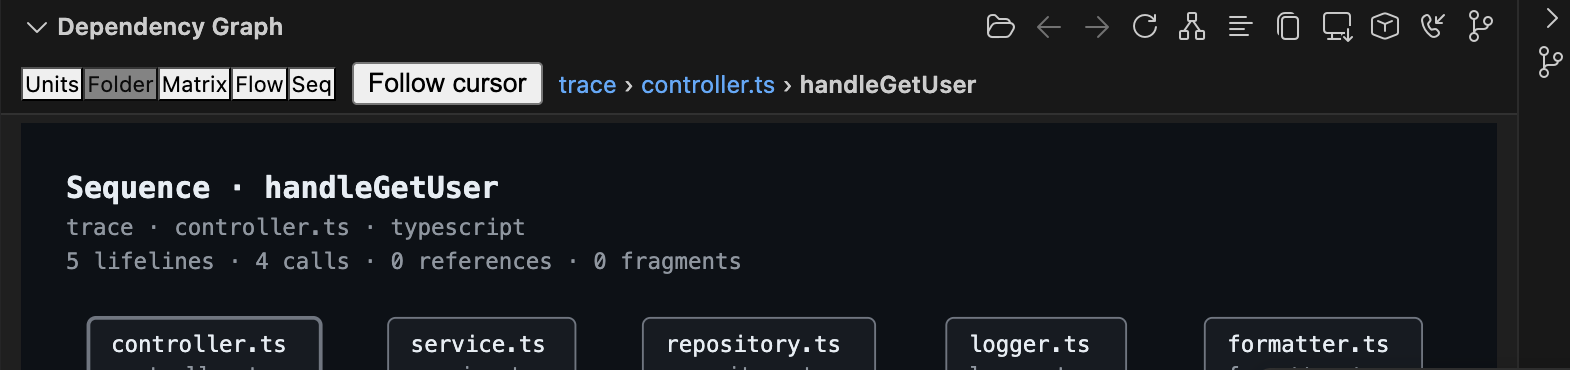 Dependency Graph
Units Folder Matrix Flow Seq Follow cursor trace › controller.ts › handleGetUser
Sequence · handleGetUser
trace · controller.ts · typescript
5 lifelines · 4 calls · 0 references · 0 fragments
controller.ts service.ts repository.ts logger.ts formatter.ts